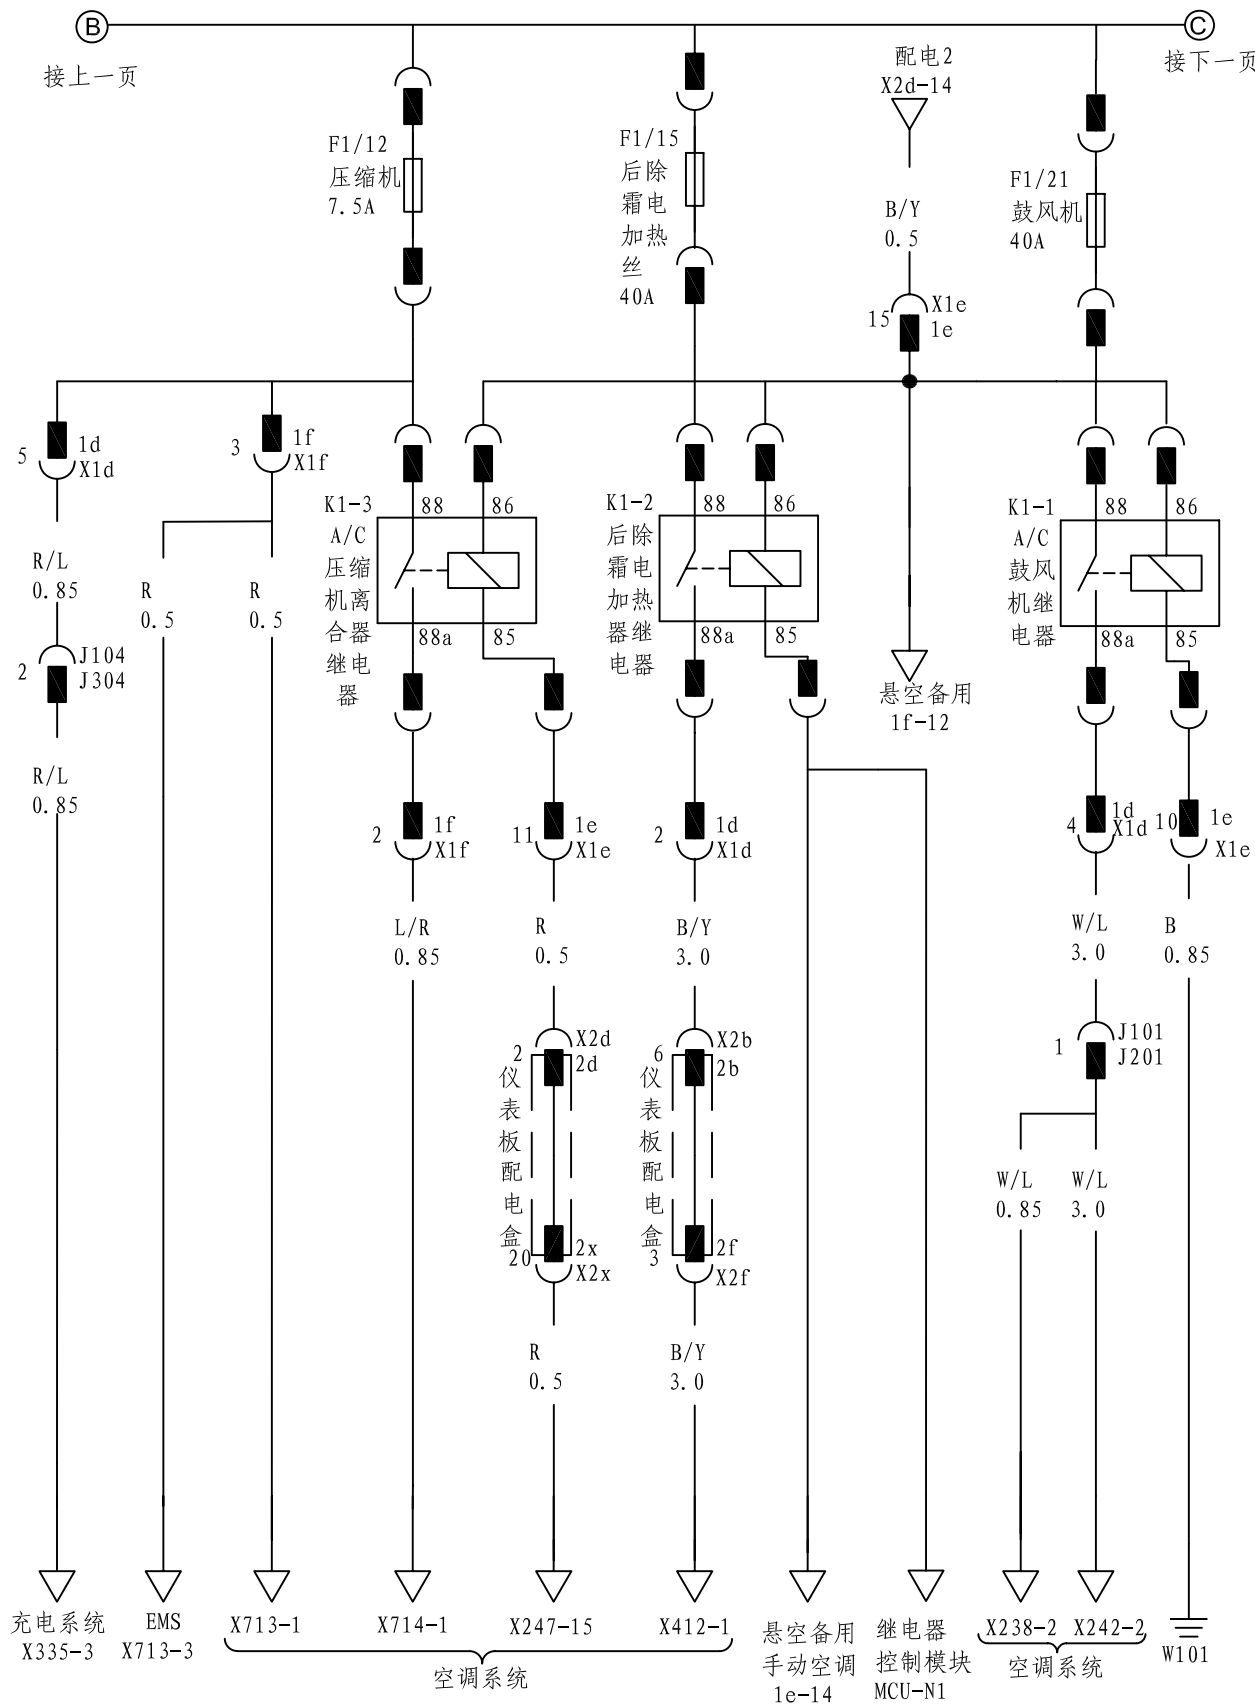 B
C
接上一页
接下一页
配电2
X2d-14
F1/12
压缩机
7.5A
F1/15
后除
霜电
加热
丝
40A
B/Y
0.5
F1/21
鼓风机
40A
15
X1e
1e
5
1d
X1d
3
1f
X1f
K1-3
88
86
A/C
压缩
机离
合器
继电
器
88a
85
K1-2
88
86
后除
霜电
加热
器继
电器
88a
85
K1-1
88
86
A/C
鼓风
机继
电器
88a
85
R/L
0.85
R
0.5
R
0.5
2
J104
J304
悬空备用
1f-12
R/L
0.85
2
1f
X1f
11
1e
X1e
2
1d
X1d
4
1d
X1d
10
1e
X1e
L/R
0.85
R
0.5
B/Y
3.0
W/L
3.0
B
0.85
2
X2d
2d
仪
表
板
配
电
盒
20
2x
X2x
6
X2b
2b
仪
表
板
配
电
盒
3
2f
X2f
1
J101
J201
W/L
0.85
W/L
3.0
R
0.5
B/Y
3.0
充电系统
X335-3
EMS
X713-3
X713-1
X714-1
X247-15
X412-1
空调系统
悬空备用
手动空调
1e-14
继电器
控制模块
MCU-N1
X238-2
X242-2
空调系统
W101